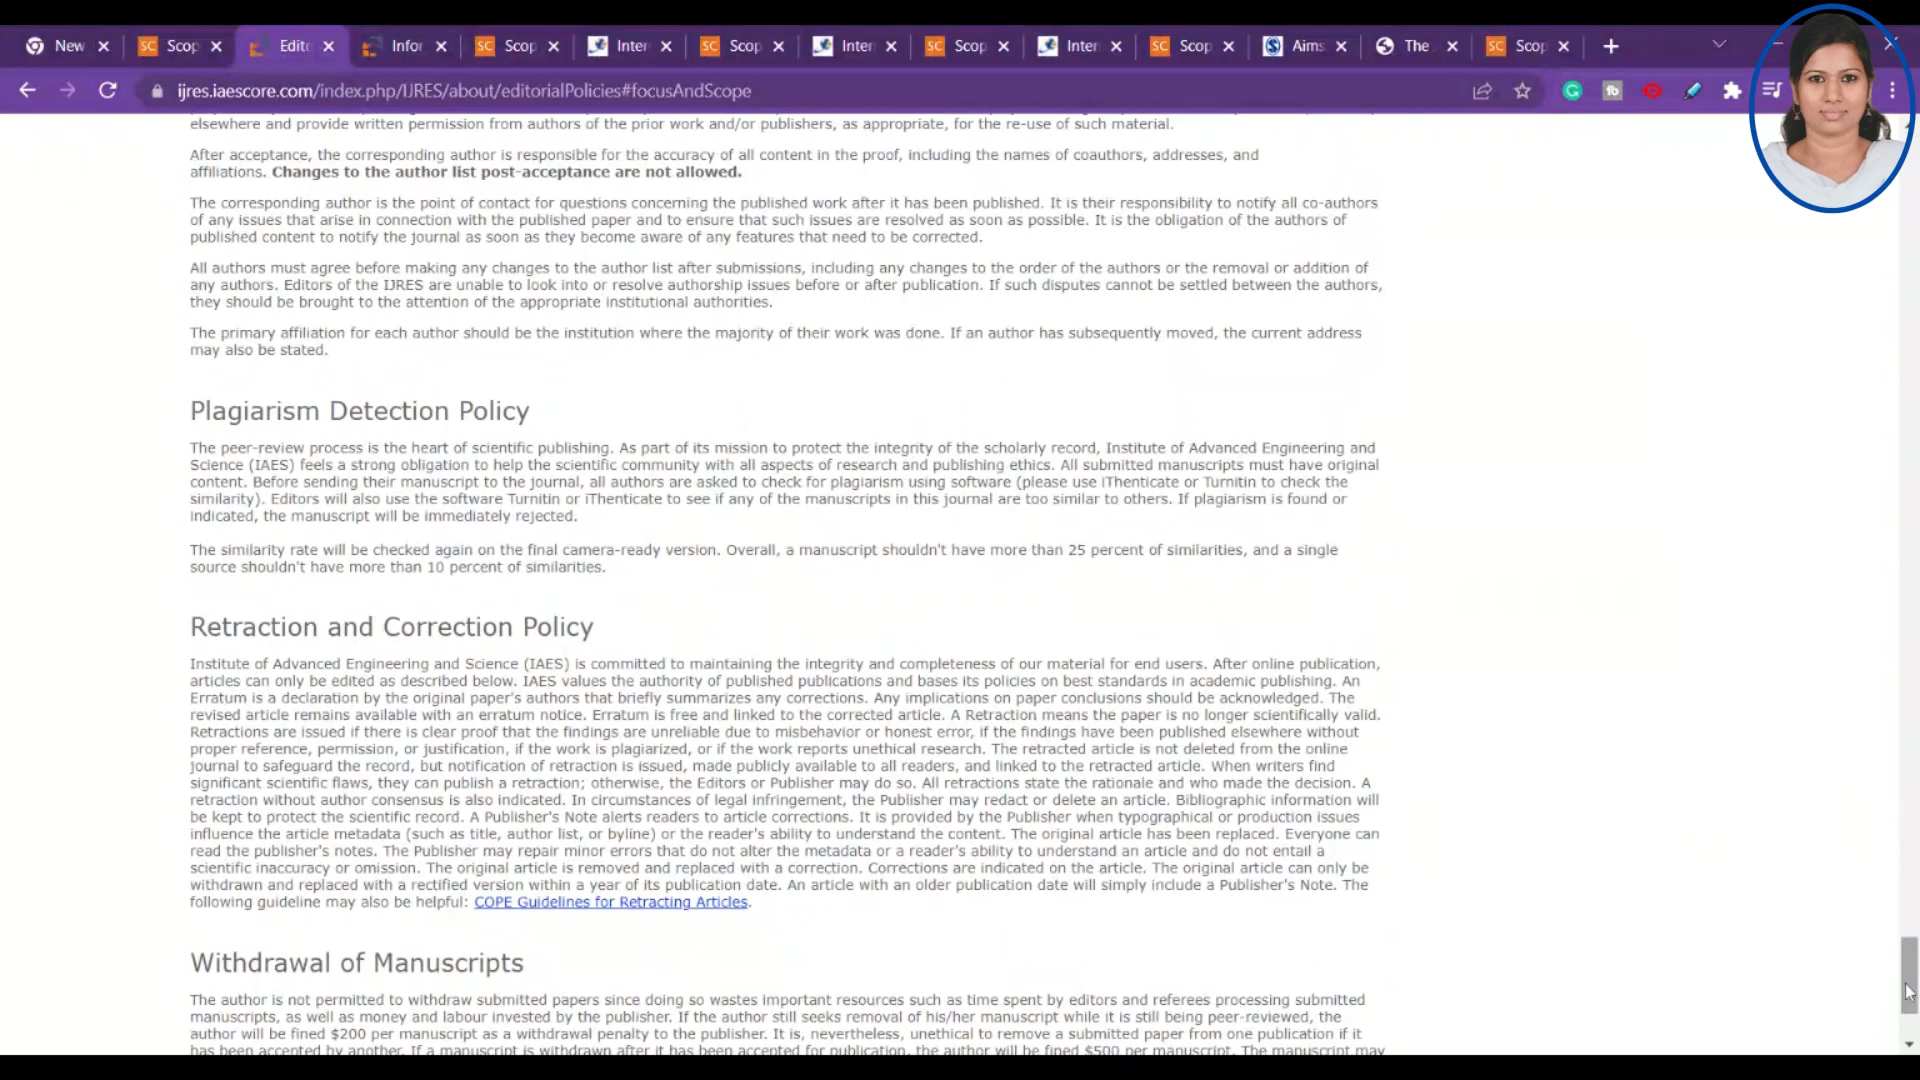 New
Scop
Edito
Infor
Scop
Inter
Scop
Inter
Scop
Inter
Scop
Aims
The
Scop
ijres.iaescore.com/index.php/IJRES/about/editorialPolicies#focusAndScope
elsewhere and provide written permission from authors of the prior work and/or publishers, as appropriate, for the re-use of such material.
After acceptance, the corresponding author is responsible for the accuracy of all content in the proof, including the names of coauthors, addresses, and
affiliations. Changes to the author list post-acceptance are not allowed.
The corresponding author is the point of contact for questions concerning the published work after it has been published. It is their responsibility to notify all co-authors
of any issues that arise in connection with the published paper and to ensure that such issues are resolved as soon as possible. It is the obligation of the authors of
published content to notify the journal as soon as they become aware of any features that need to be corrected.
All authors must agree before making any changes to the author list after submissions, including any changes to the order of the authors or the removal or addition of
any authors. Editors of the IJRES are unable to look into or resolve authorship issues before or after publication. If such disputes cannot be settled between the authors,
they should be brought to the attention of the appropriate institutional authorities.
The primary affiliation for each author should be the institution where the majority of their work was done. If an author has subsequently moved, the current address
may also be stated.
Plagiarism Detection Policy
The peer-review process is the heart of scientific publishing. As part of its mission to protect the integrity of the scholarly record, Institute of Advanced Engineering and
Science (IAES) feels a strong obligation to help the scientific community with all aspects of research and publishing ethics. All submitted manuscripts must have original
content. Before sending their manuscript to the journal, all authors are asked to check for plagiarism using software (please use iThenticate or Turnitin to check the
similarity). Editors will also use the software Turnitin or iThenticate to see if any of the manuscripts in this journal are too similar to others. If plagiarism is found or
indicated, the manuscript will be immediately rejected.
The similarity rate will be checked again on the final camera-ready version. Overall, a manuscript shouldn't have more than 25 percent of similarities, and a single
source shouldn't have more than 10 percent of similarities.
Retraction and Correction Policy
Institute of Advanced Engineering and Science (IAES) is committed to maintaining the integrity and completeness of our material for end users. After online publication,
articles can only be edited as described below. IAES values the authority of published publications and bases its policies on best standards in academic publishing. An
Erratum is a declaration by the original paper's authors that briefly summarizes any corrections. Any implications on paper conclusions should be acknowledged. The
revised article remains available with an erratum notice. Erratum is free and linked to the corrected article. A Retraction means the paper is no longer scientifically valid.
Retractions are issued if there is clear proof that the findings are unreliable due to misbehavior or honest error, if the findings have been published elsewhere without
proper reference, permission, or justification, if the work is plagiarized, or if the work reports unethical research. The retracted article is not deleted from the online
journal to safeguard the record, but notification of retraction is issued, made publicly available to all readers, and linked to the retracted article. When writers find
significant scientific flaws, they can publish a retraction; otherwise, the Editors or Publisher may do so. All retractions state the rationale and who made the decision. A
retraction without author consensus is also indicated. In circumstances of legal infringement, the Publisher may redact or delete an article. Bibliographic information will
be kept to protect the scientific record. A Publisher's Note alerts readers to article corrections. It is provided by the Publisher when typographical or production issues
influence the article metadata (such as title, author list, or byline) or the reader's ability to understand the content. The original article has been replaced. Everyone can
read the publisher's notes. The Publisher may repair minor errors that do not alter the metadata or a reader's ability to understand an article and do not entail a
scientific inaccuracy or omission. The original article is removed and replaced with a correction. Corrections are indicated on the article. The original article can only be
withdrawn and replaced with a rectified version within a year of its publication date. An article with an older publication date will simply include a Publisher's Note. The
following guideline may also be helpful: COPE Guidelines for Retracting Articles.
Withdrawal of Manuscripts
The author is not permitted to withdraw submitted papers since doing so wastes important resources such as time spent by editors and referees processing submitted
manuscripts, as well as money and labour invested by the publisher. If the author still seeks removal of his/her manuscript while it is still being peer-reviewed, the
author will be fined $200 per manuscript as a withdrawal penalty to the publisher. It is, nevertheless, unethical to remove a submitted paper from one publication if it
has been accepted by another. If a manuscript is withdrawn after it has been accepted for publication, the author will be fined $500 per manuscript. The manuscript may